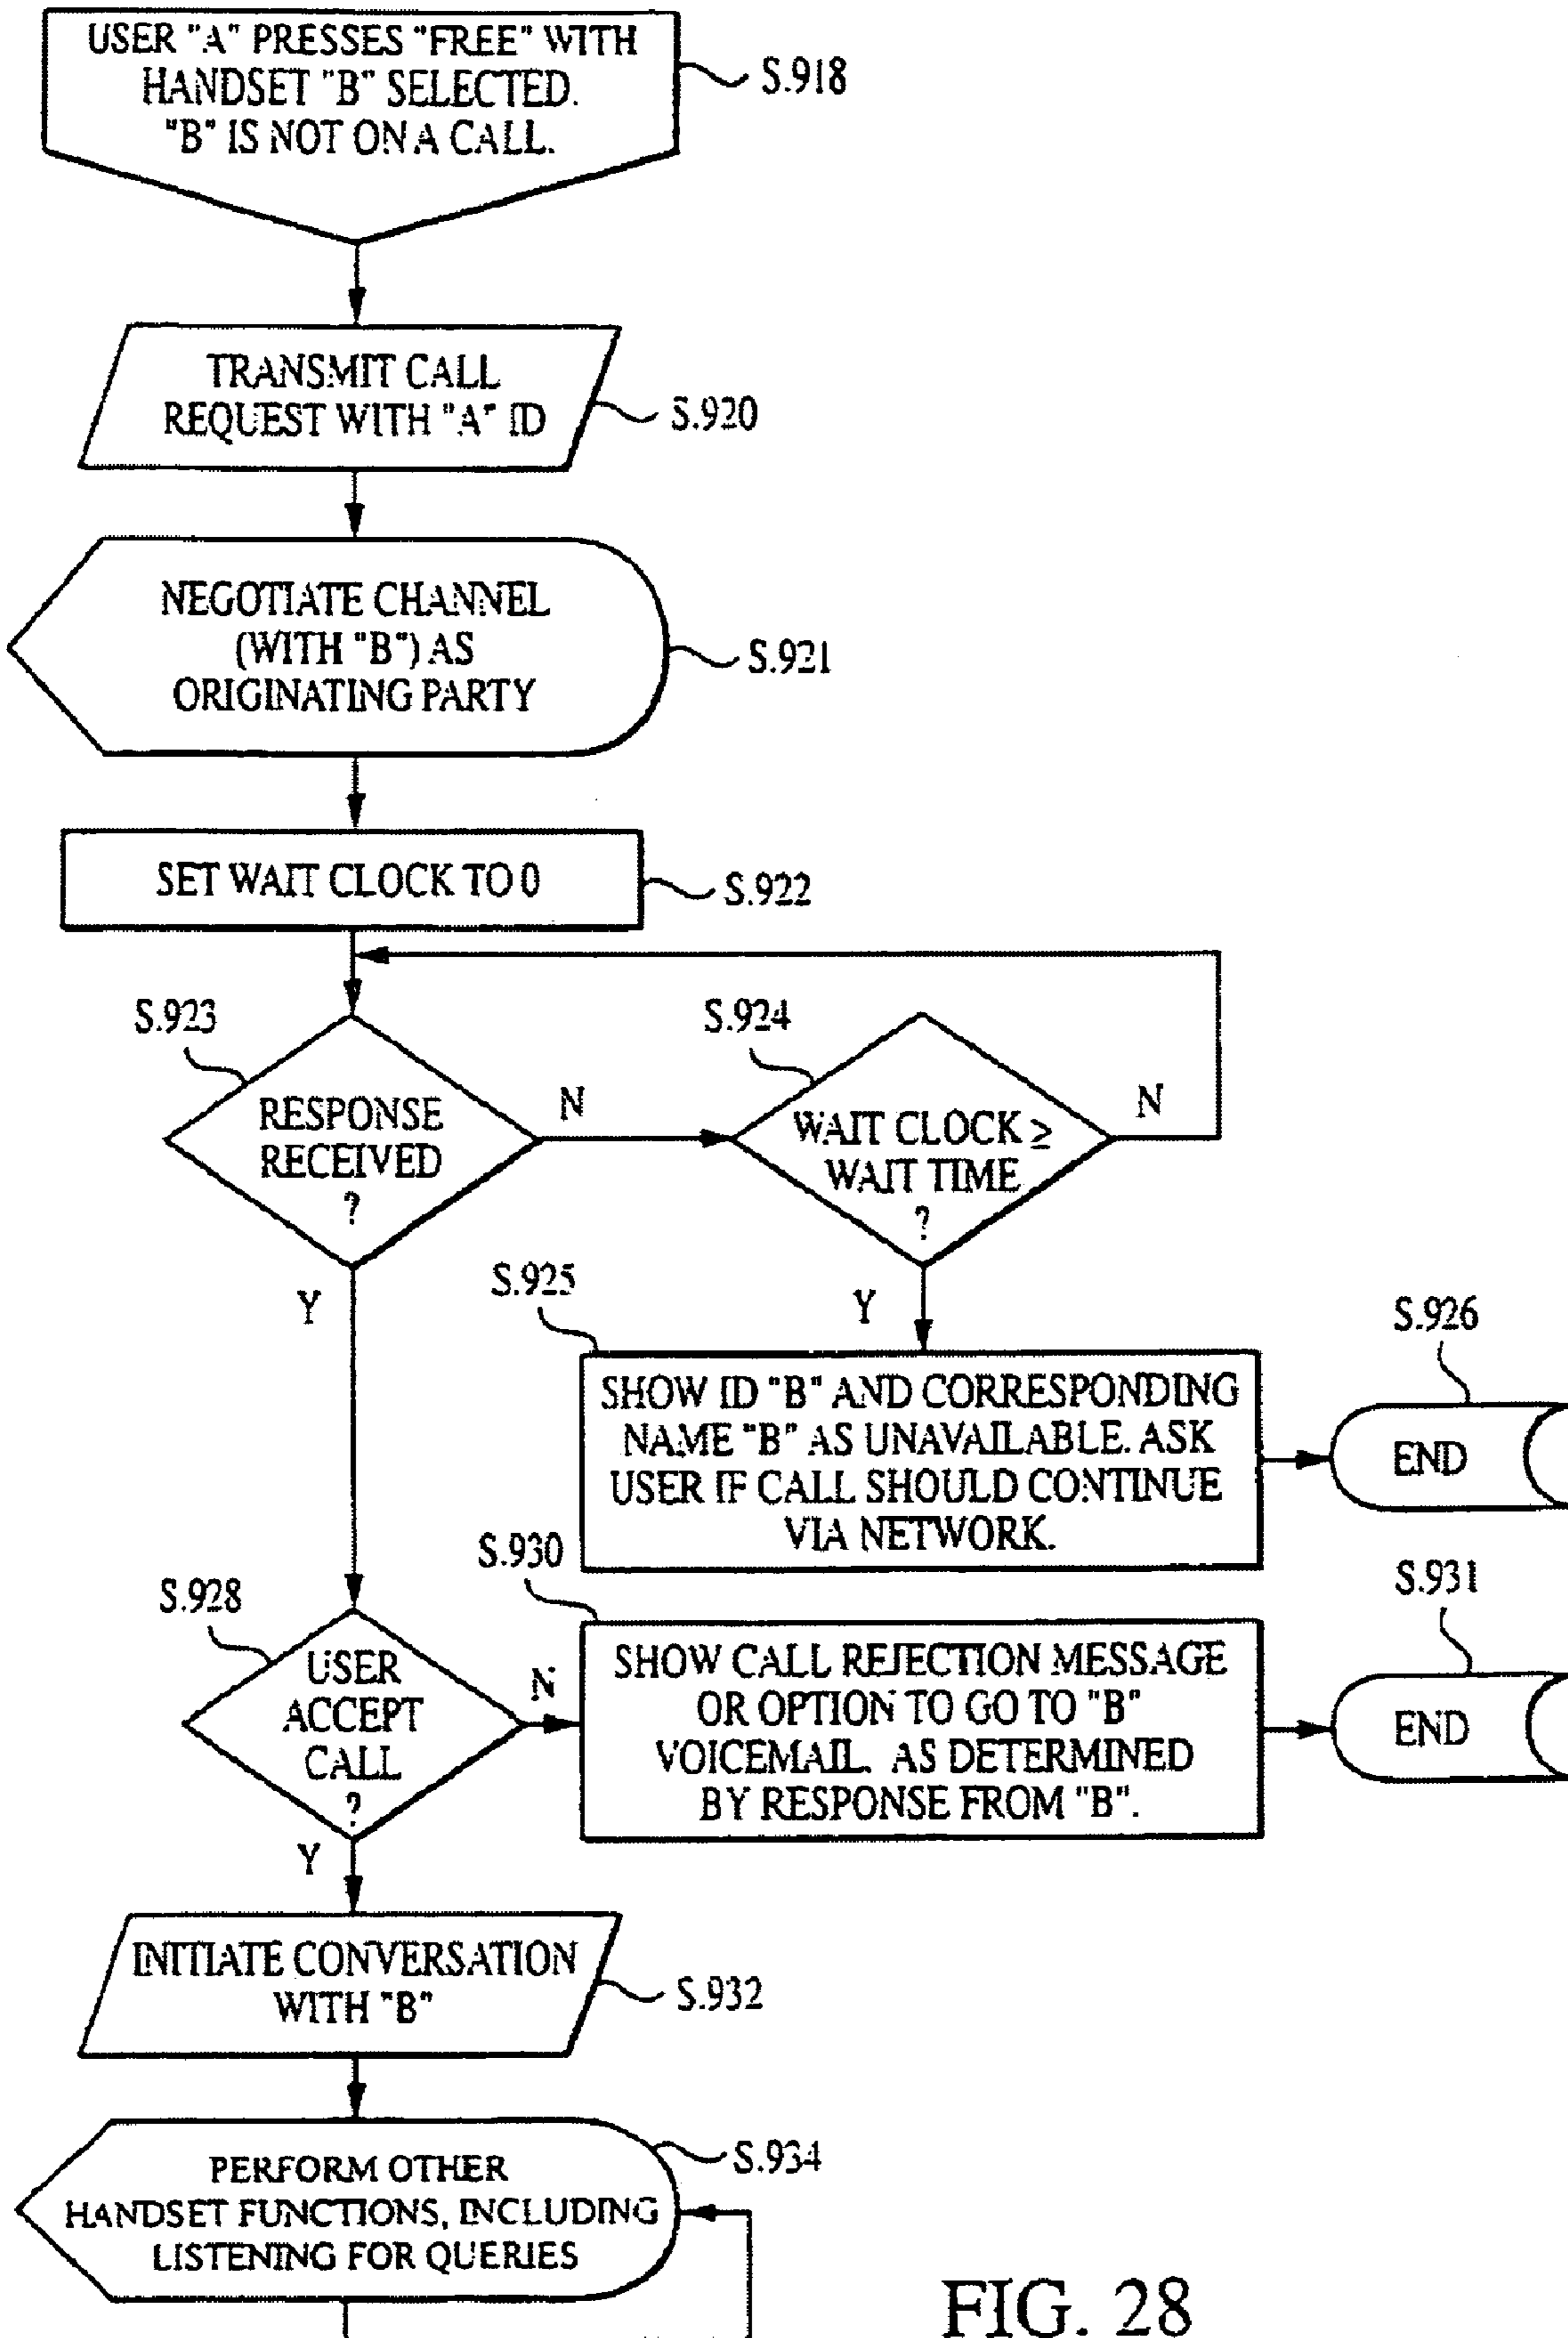 USER "A" PRESSES "FREE" WITH
HANDSET "B" SELECTED.
"B" IS NOT ON A CALL.
S.918
TRANSMIT CALL
REQUEST WITH "A" ID
S.920
NEGOTIATE CHANNEL
(WITH "B") AS
ORIGINATING PARTY
S.921
SET WAIT CLOCK TO 0
S.922
S.923
RESPONSE
RECEIVED
?
N
Y
S.924
WAIT CLOCK ≥
WAIT TIME
?
N
Y
S.925
SHOW ID "B" AND CORRESPONDING
NAME "B" AS UNAVAILABLE. ASK
USER IF CALL SHOULD CONTINUE
VIA NETWORK.
S.926
END
S.928
USER
ACCEPT
CALL
?
N
Y
S.930
SHOW CALL REJECTION MESSAGE
OR OPTION TO GO TO "B"
VOICEMAIL. AS DETERMINED
BY RESPONSE FROM "B".
S.931
END
INITIATE CONVERSATION
WITH "B"
S.932
PERFORM OTHER
HANDSET FUNCTIONS, INCLUDING
LISTENING FOR QUERIES
S.934
FIG. 28